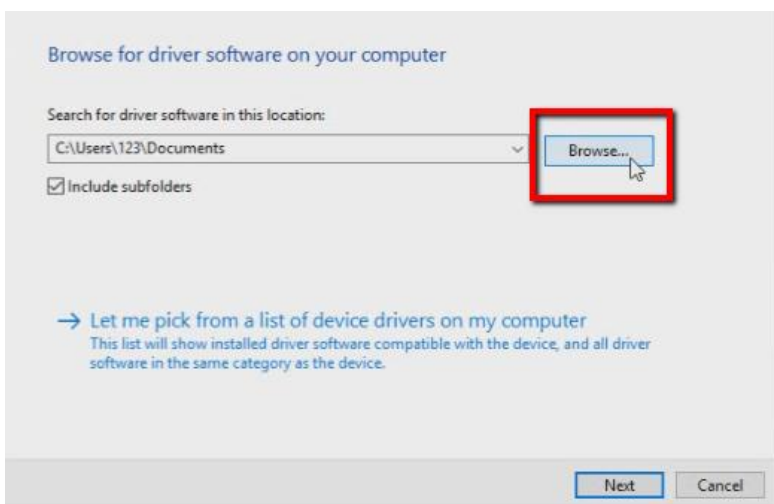 Browse for driver software on your computer
Search for driver software in this location:
C:\Users\123\Documents
Browse...
Include subfolders
Let me pick from a list of device drivers on my computer
This list will show installed driver software compatible with the device, and all driver
software in the same category as the device.
Next
Cancel